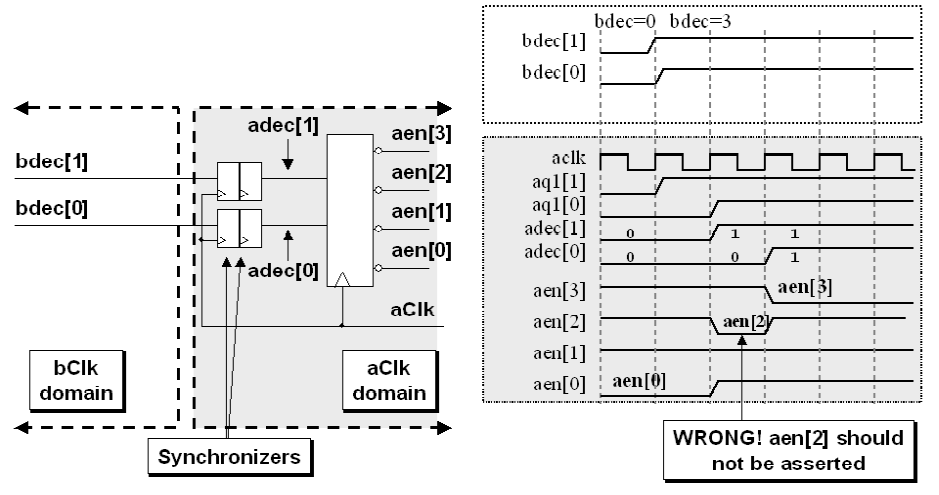 bdec[1]
bdec[0]
adec[1]
adec[0]
aen[3]
aen[2]
aen[1]
aen[0]
aClk
bClk
domain
aClk
domain
Synchronizers
bdec=0 bdec=3
bdec[1]
bdec[0]
aclk
aq1[1]
aq1[0]
adec[1] 0 1 1
adec[0] 0 0 1
aen[3] aen[3]
aen[2] aen[2]
aen[1]
aen[0] aen[0]
WRONG! aen[2] should
not be asserted